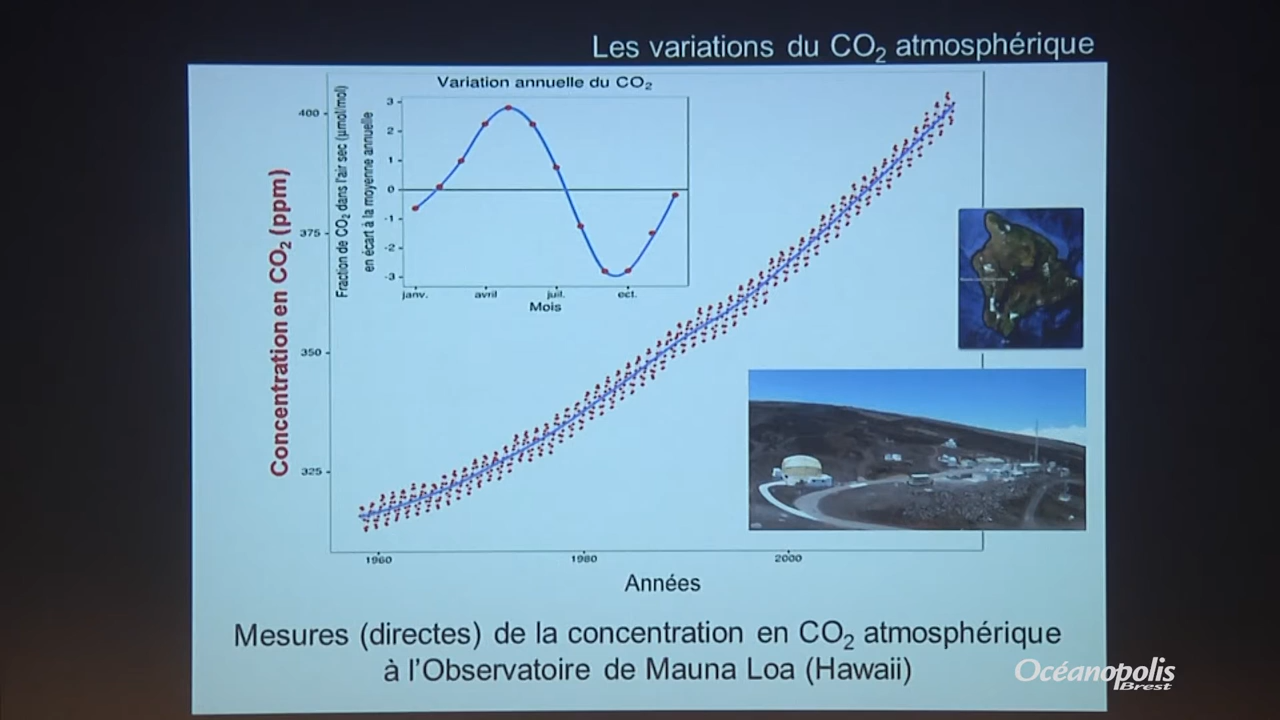 Les variations du CO₂ atmosphérique
Variation annuelle du CO₂
Fraction de CO₂ dans l'air sec (µmol/mol)
en écart à la moyenne annuelle
3
2
1
0
-1
-2
-3
janv.
avril
juil.
oct.
Mois
Concentration en CO₂ (ppm)
400
375
350
325
1960
1980
2000
Années
Mesures (directes) de la concentration en CO₂ atmosphérique
à l'Observatoire de Mauna Loa (Hawaii)
Océanopolis
Brest